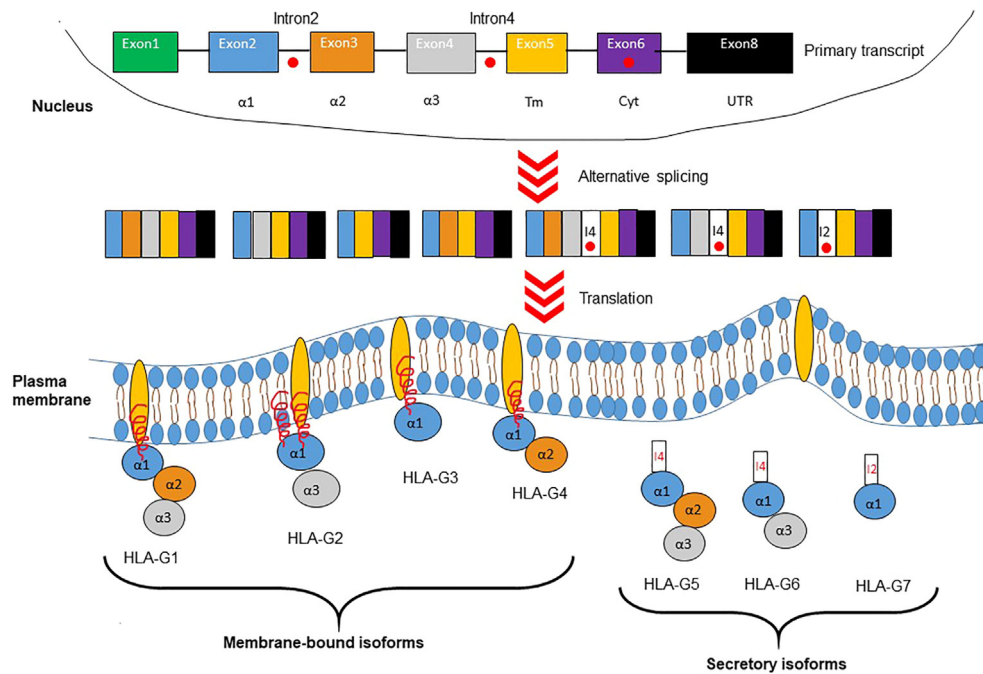 Intron2 Intron4
Exon1 Exon2 Exon3 Exon4 Exon5 Exon6 Exon8 Primary transcript
Nucleus
α1 α2 α3 Tm Cyt UTR
Alternative splicing
I4 I4 I2
Translation
Plasma
membrane
α1 α2 α3
α1 α3
α1
α1 α2
I4 α1 α2 α3
I4 α1 α3
I2 α1
HLA-G1 HLA-G2 HLA-G3 HLA-G4 HLA-G5 HLA-G6 HLA-G7
Membrane-bound isoforms
Secretory isoforms